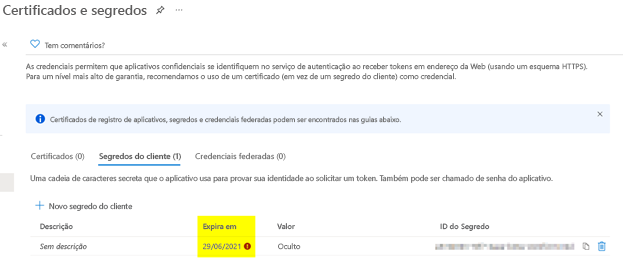 Certificados e segredos
Tem comentários?
As credenciais permitem que aplicativos confidenciais se identifiquem no serviço de autenticação ao receber tokens em endereço da Web (usando um esquema HTTPS).
Para um nível mais alto de garantia, recomendamos o uso de um certificado (em vez de um segredo do cliente) como credencial.
Certificados de registro de aplicativos, segredos e credenciais federadas podem ser encontrados nas guias abaixo.
Certificados (0) Segredos do cliente (1) Credenciais federadas (0)
Uma cadeia de caracteres secreta que o aplicativo usa para provar sua identidade ao solicitar um token. Também pode ser chamado de senha do aplicativo.
Novo segredo do cliente
Descrição Expira em Valor ID do Segredo
Sem descrição 29/06/2021 Oculto